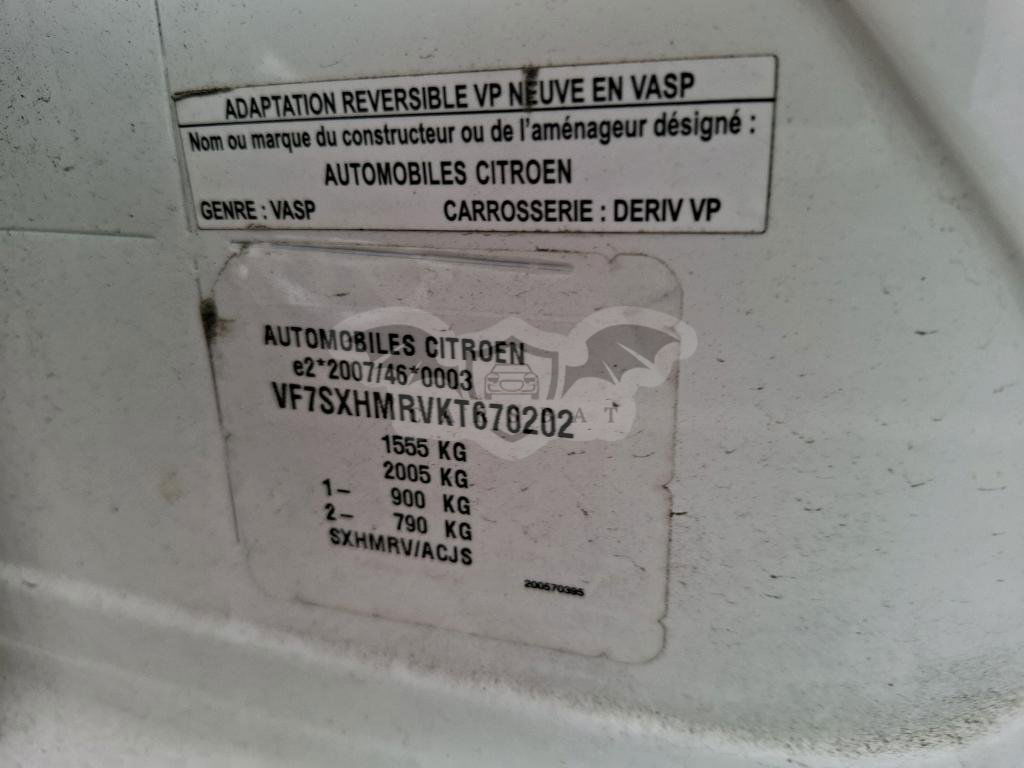 ADAPTATION REVERSIBLE VP NEUVE EN VASP
Nom ou marque du constructeur ou de l'aménageur désigné :
AUTOMOBILES CITROEN
GENRE : VASP CARROSSERIE : DERIV VP
AUTOMOBILES CITROEN
e2*2007/46*0003
VF7SXHMRVKT670202
A T
1555 KG
2005 KG
1- 900 KG
2- 790 KG
SXHMRV/ACJS
200570395